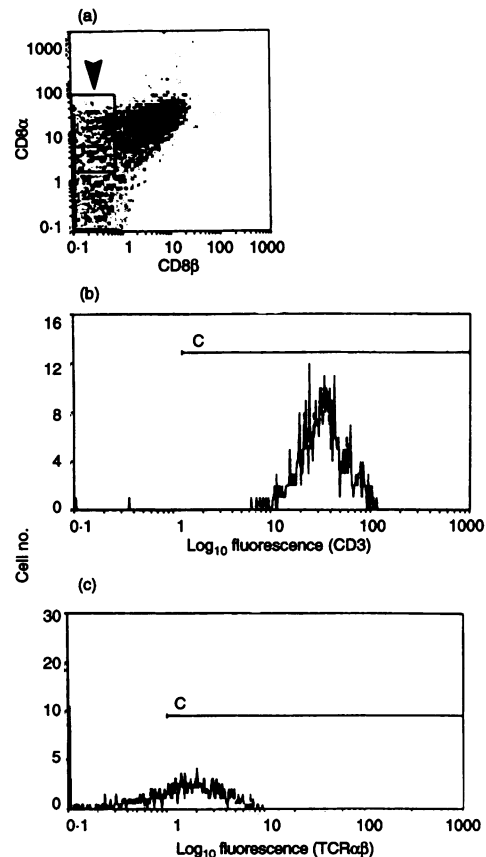 (a)
1000
100
10
1
0·1
CD8α
0·1 1 10 100 1000
CD8β
(b)
16
12
8
4
0
C
0·1 1 10 100 1000
Log10 fluorescence (CD3)
Cell no.
(c)
30
20
10
5
0
C
0·1 1 10 100 1000
Log10 fluorescence (TCRαβ)